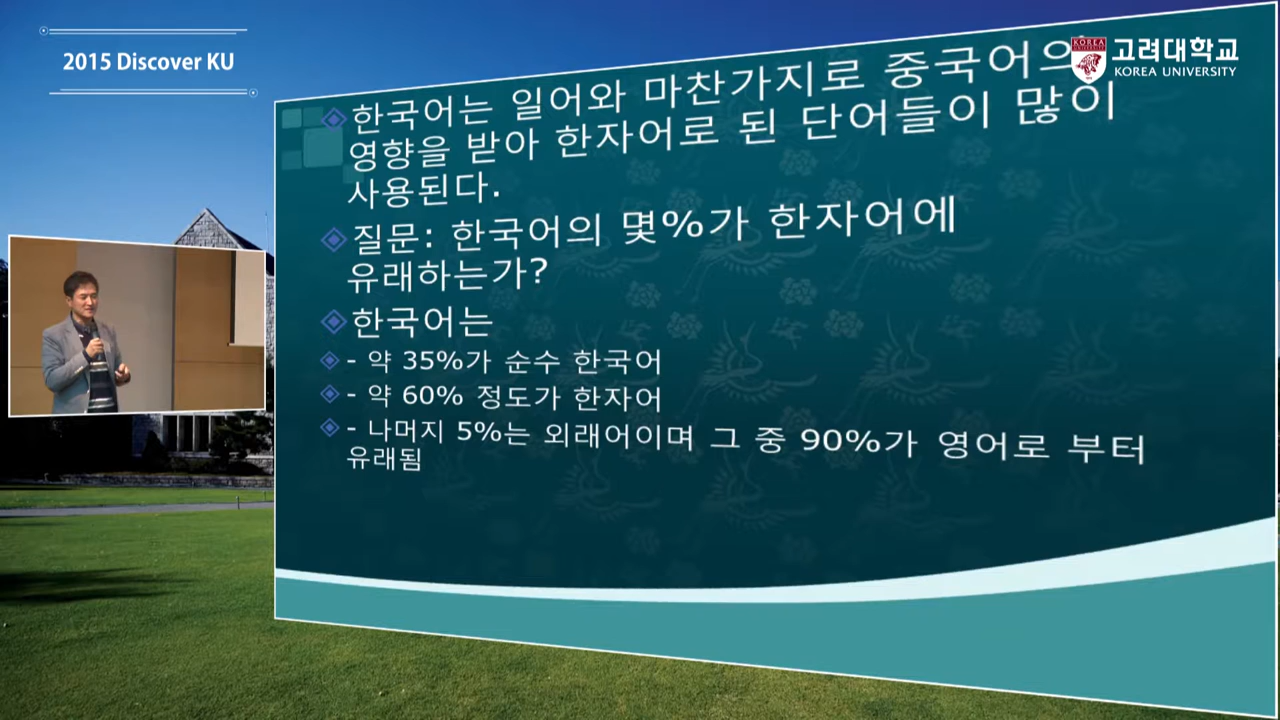 2015 Discover KU
고려대학교
KOREA UNIVERSITY
한국어는 일어와 마찬가지로 중국어의
영향을 받아 한자어로 된 단어들이 많이
사용된다.
질문: 한국어의 몇%가 한자어에
유래하는가?
한국어는
- 약 35%가 순수 한국어
- 약 60% 정도가 한자어
- 나머지 5%는 외래어이며 그 중 90%가 영어로 부터
유래됨